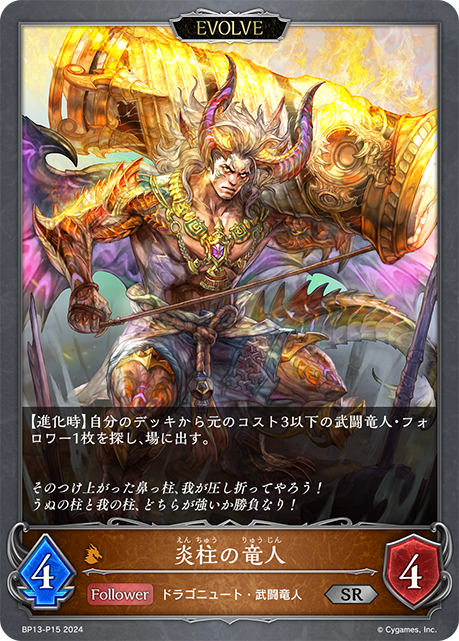 EVOLVE
【進化時】自分のデッキから元のコスト3以下の武闘竜人・フォ
ロワー1枚を探し、場に出す。
そのつけ上がった鼻っ柱、我が圧し折ってやろう！
うぬの柱と我の柱、どちらが強いか勝負なり！
えんちゅう りゅうじん
炎柱の竜人
4
Follower
ドラゴニュート・武闘竜人
SR
4
BP13-P15 2024
© Cygames, Inc.